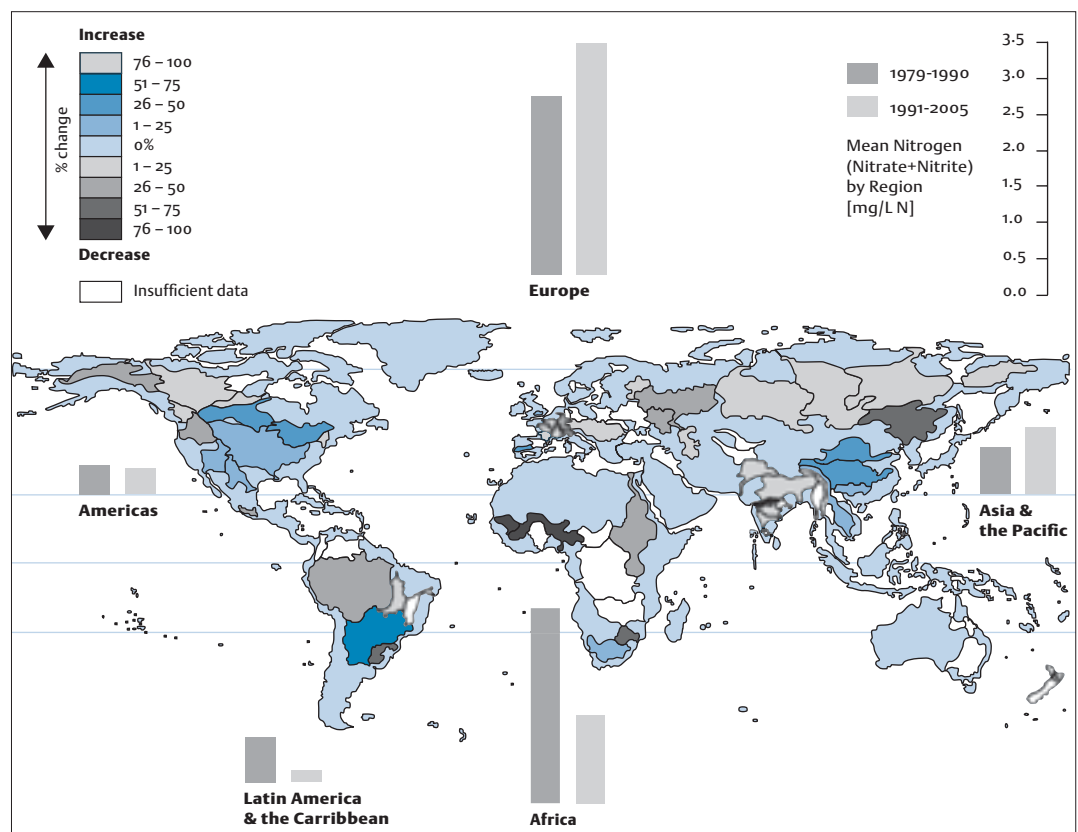 Increase
76 – 100
51 – 75
26 – 50
1 – 25
0%
1 – 25
26 – 50
51 – 75
76 – 100
Decrease
% change
Insufficient data
Europe
1979-1990
1991-2005
Mean Nitrogen
(Nitrate+Nitrite)
by Region
[mg/L N]
3.5
3.0
2.5
2.0
1.5
1.0
0.5
0.0
Americas
Asia &
the Pacific
Latin America
& the Carribbean
Africa